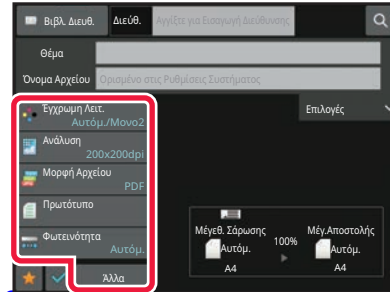 Βιβλ. Διευθ.
Διεύθ.
Αγγίξτε για Εισαγωγή Διεύθυνσης
Θέμα
Όνομα Αρχείου
Ορισμένο στις Ρυθμίσεις Συστήματος
Έγχρωμη Λειτ.
Αυτόμ./Μονο2
Επιλογές
Ανάλυση
200x200dpi
Μορφή Αρχείου
PDF
Πρωτότυπο
Φωτεινότητα
Αυτόμ.
Άλλα
Μέγεθ. Σάρωσης
Αυτόμ.
A4
100%
Μέγ.Αποστολής
Αυτόμ.
A4